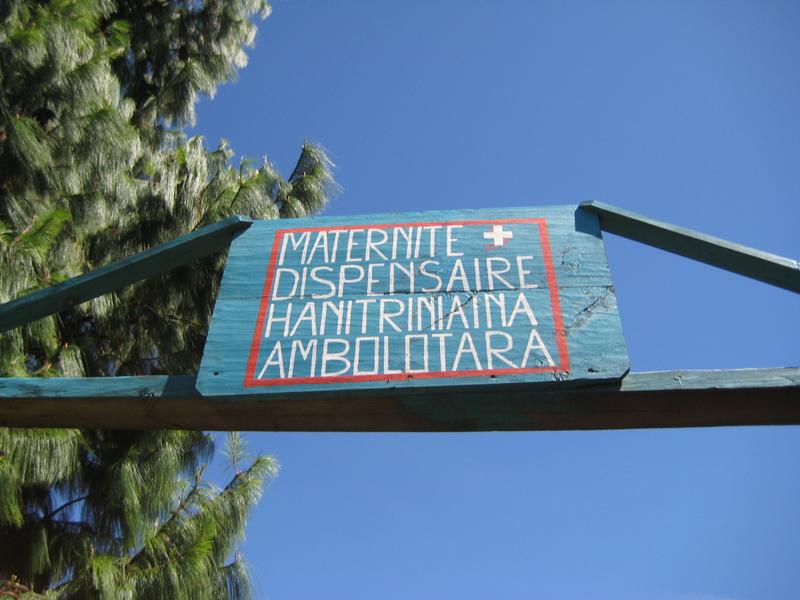 MATERNITE
DISPENSAIRE
HANITRINIAINA
AMBOLOTARA